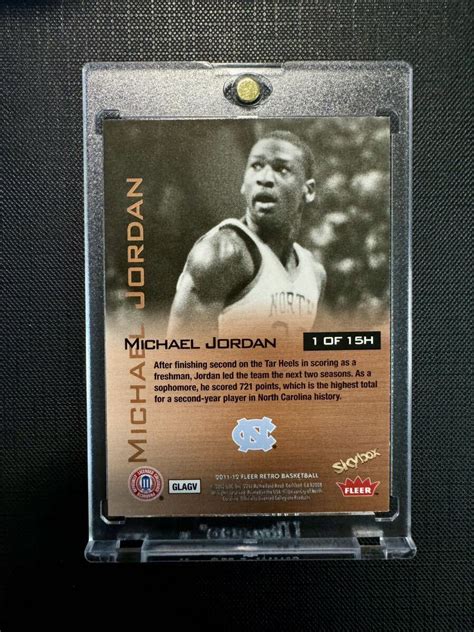 MICHAEL JORDAN
NORTH
MICHAEL JORDAN
1 OF 15H
After finishing second on the Tar Heels in scoring as a
freshman, Jordan led the team the next two seasons. As a
sophomore, he scored 721 points, which is the highest total
for a second-year player in North Carolina history.
NC
SkyBox
2011-12 FLEER RETRO BASKETBALL
GLAGV
FLEER